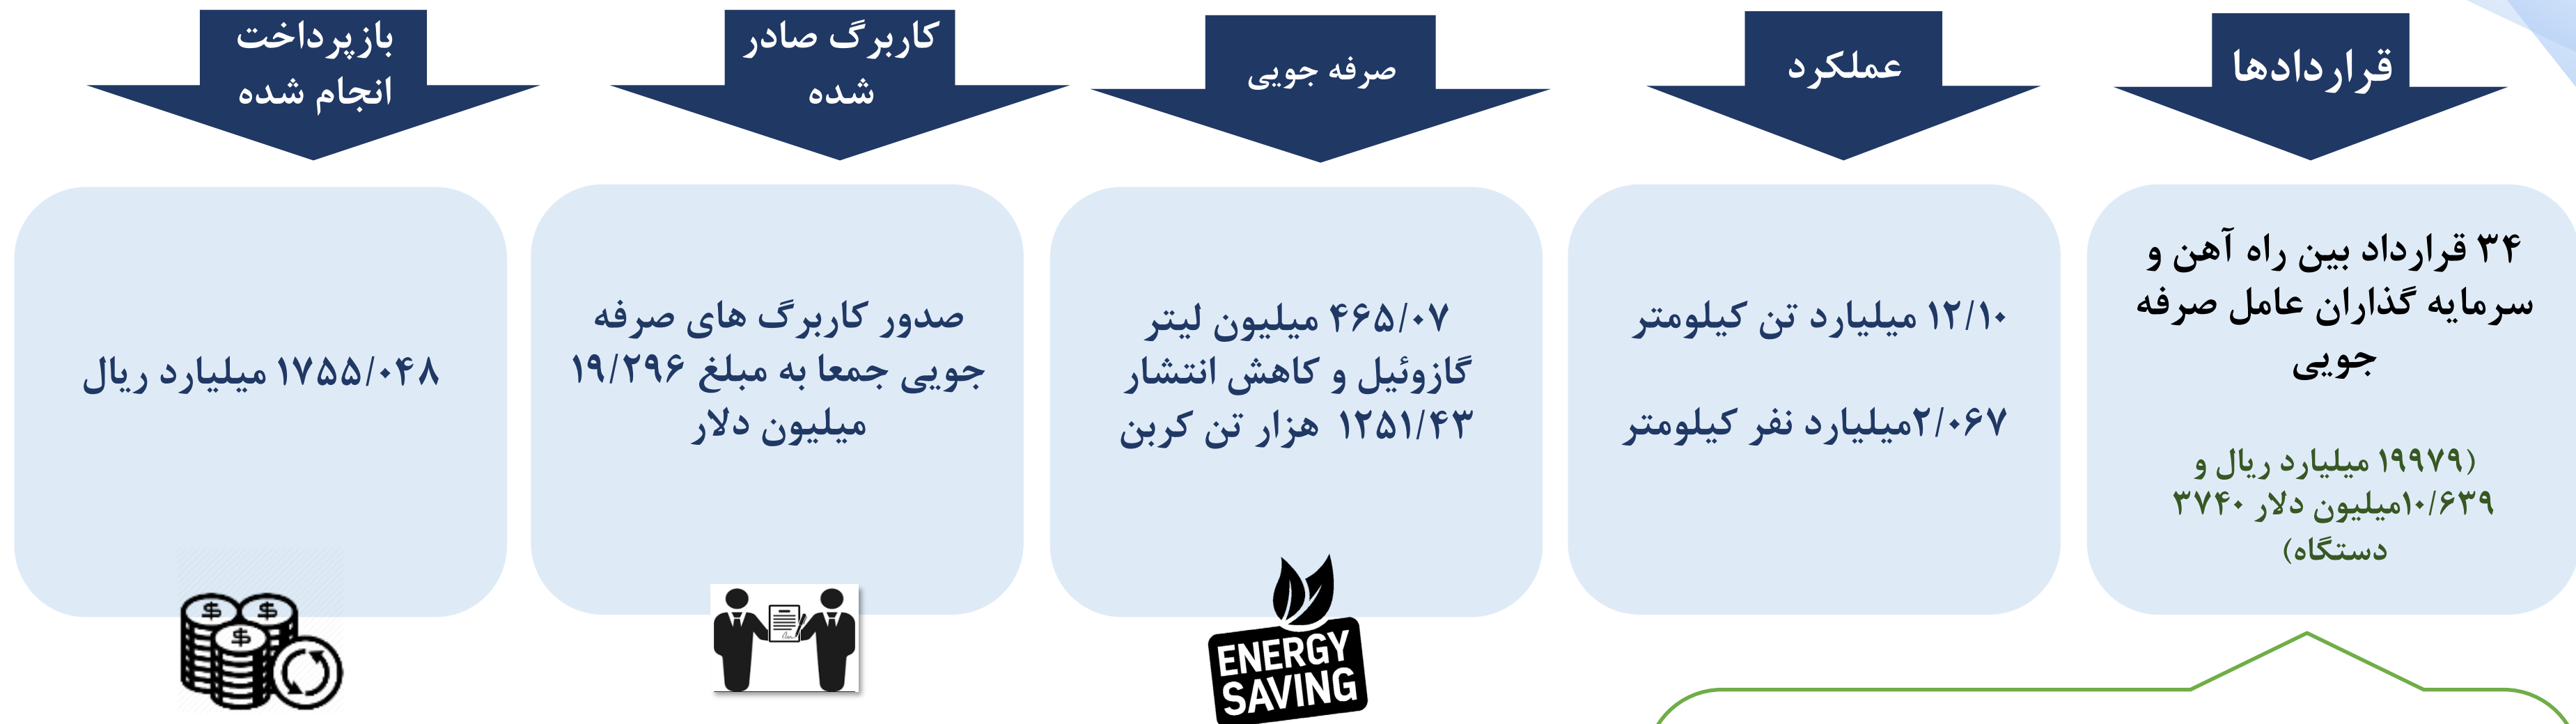 قراردادها
۳۴ قرارداد بین راه آهن و
سرمایه گذاران عامل صرفه
جویی
(۱۹۹۷۹ میلیارد ریال و
۱۰/۶۳۹میلیون دلار ۳۷۴۰
دستگاه)
عملکرد
۱۲/۱۰ میلیارد تن کیلومتر
۲/۰۶۷میلیارد نفر کیلومتر
صرفه جویی
۴۶۵/۰۷ میلیون لیتر
گازوئیل و کاهش انتشار
۱۲۵۱/۴۳ هزار تن کربن
ENERGY
SAVING
کاربرگ صادر
شده
صدور کاربرگ های صرفه
جویی جمعا به مبلغ ۱۹/۲۹۶
میلیون دلار
بازپرداخت
انجام شده
۱۷۵۵/۰۴۸ میلیارد ریال